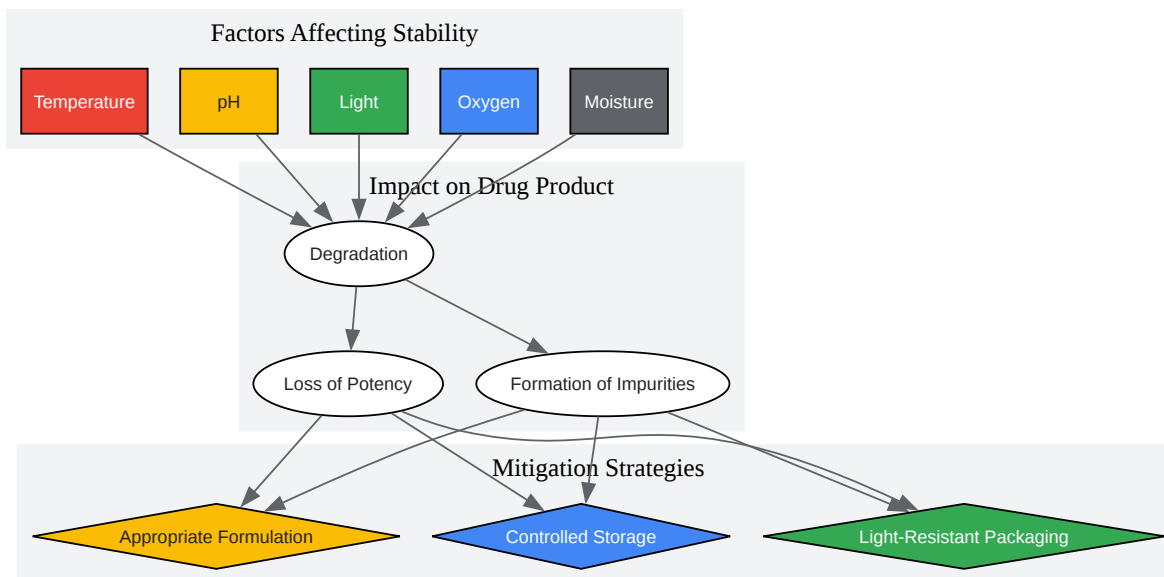 Factors Affecting Stability
Temperature
pH
Light
Oxygen
Moisture
Impact on Drug Product
Degradation
Loss of Potency
Formation of Impurities
Mitigation Strategies
Appropriate Formulation
Controlled Storage
Light-Resistant Packaging